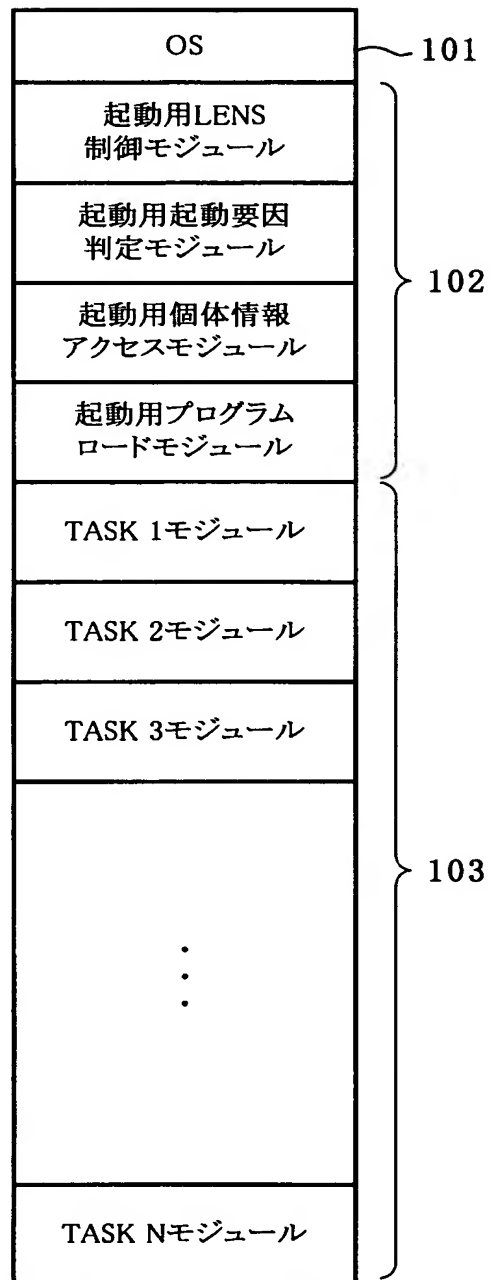 OS
101
起動用LENS
制御モジュール
起動用起動要因
判定モジュール
102
起動用個体情報
アクセスモジュール
起動用プログラム
ロードモジュール
TASK 1モジュール
TASK 2モジュール
TASK 3モジュール
103
TASK Nモジュール